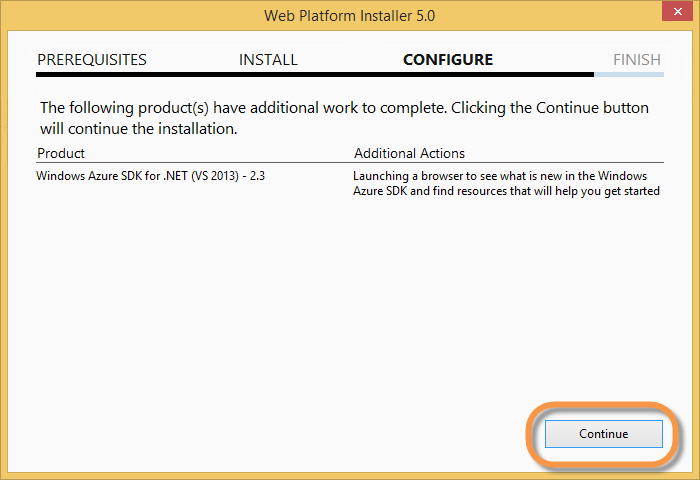 Web Platform Installer 5.0
PREREQUISITES INSTALL CONFIGURE FINISH
The following product(s) have additional work to complete. Clicking the Continue button
will continue the installation.
Product Additional Actions
Windows Azure SDK for .NET (VS 2013) - 2.3 Launching a browser to see what is new in the Windows
Azure SDK and find resources that will help you get started
Continue